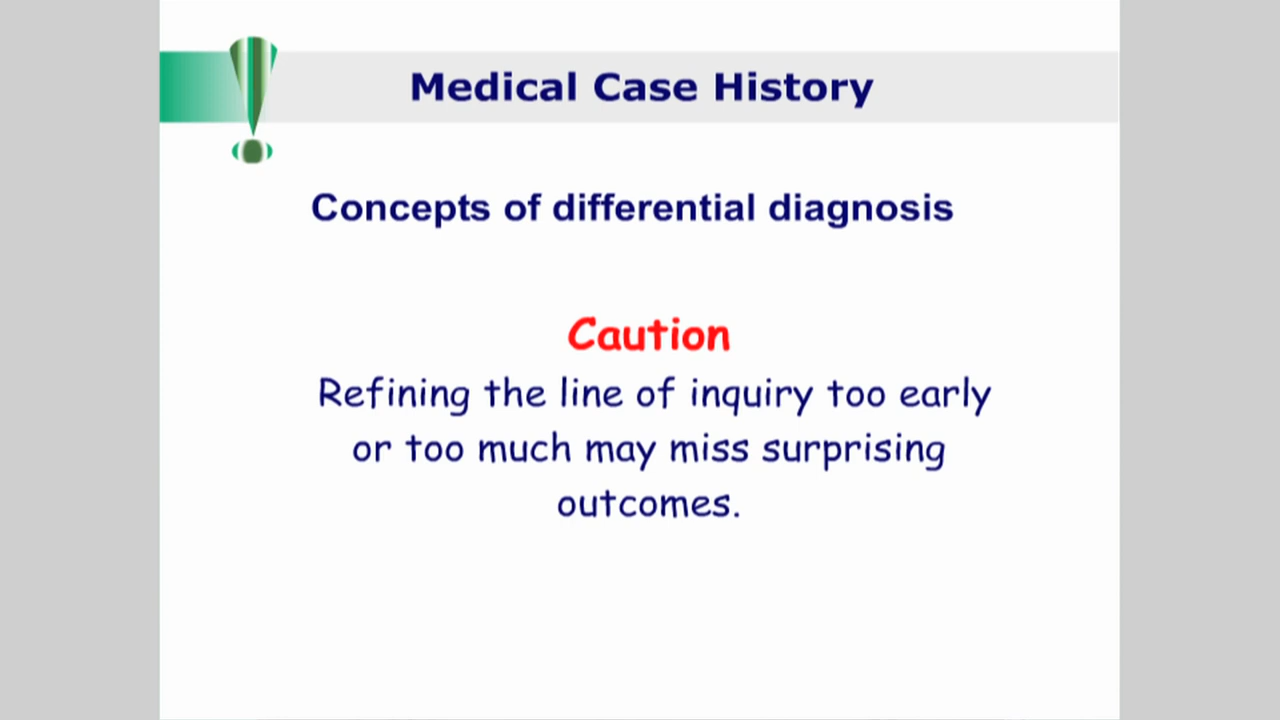 Medical Case History
Concepts of differential diagnosis
Caution
Refining the line of inquiry too early
or too much may miss surprising
outcomes.